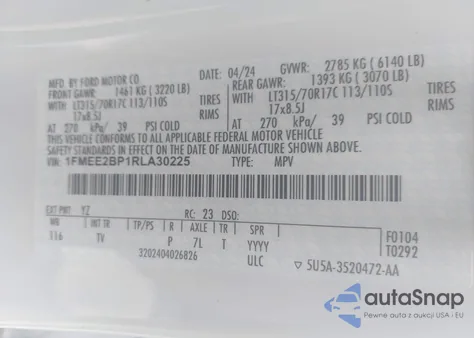 MFD. BY FORD MOTOR CO.
DATE: 04/24 GVWR: 2785 KG ( 6140 LB)
FRONT GAWR: 1461 KG ( 3220 LB) REAR GAWR: 1393 KG ( 3070 LB)
WITH LT315/70R17C 113/110S TIRES WITH LT315/70R17C 113/110S TIRES
17x8.5J RIMS 17x8.5J RIMS
AT 270 kPa/ 39 PSI COLD AT 270 kPa/ 39 PSI COLD
THIS VEHICLE CONFORMS TO ALL APPLICABLE FEDERAL MOTOR VEHICLE
SAFETY STANDARDS IN EFFECT ON THE DATE OF MANUFACTURE SHOWN ABOVE.
VIN: 1FMEE2BP1RLA30225 TYPE: MPV
EXT PNT: YZ RC: 23 DSO:
WB TP/PS R AXLE TR SPR
116 TV P 7L T YYYY F0104
T0292
3202404026826 ULC ▽ 5U5A-3520472-AA
autoSnap
Pewne auta z aukcji USA i EU